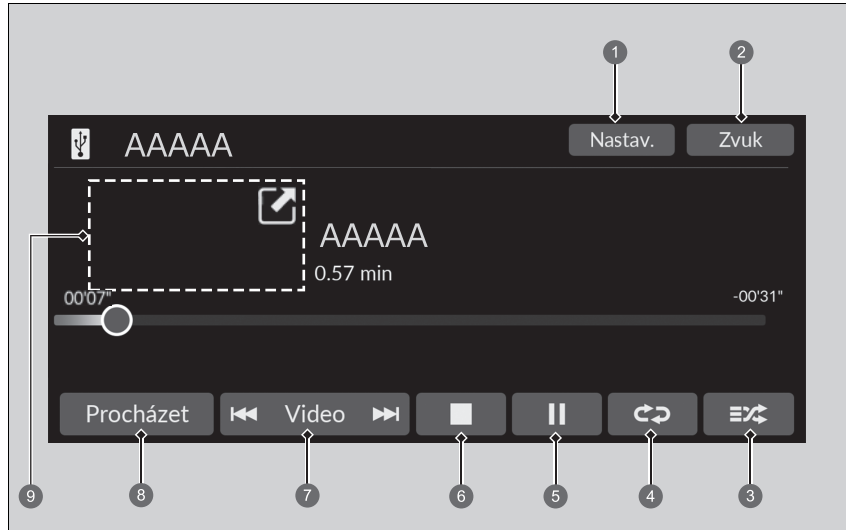 1 2
AAAAA Nastav. Zvuk
AAAAA
9
0.57 min
00'07" -00'31"
Procházet Video
8 7 6 5 4 3